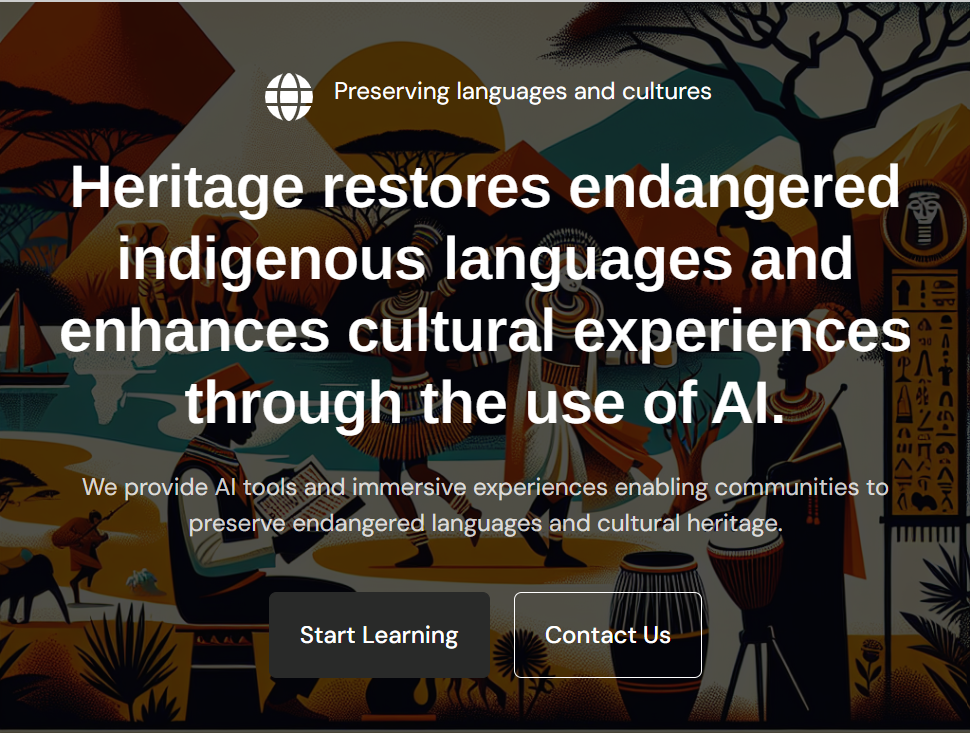 Preserving languages and cultures
Heritage restores endangered
indigenous languages and
enhances cultural experiences
through the use of AI.
We provide AI tools and immersive experiences enabling communities to
preserve endangered languages and cultural heritage.
Start Learning
Contact Us